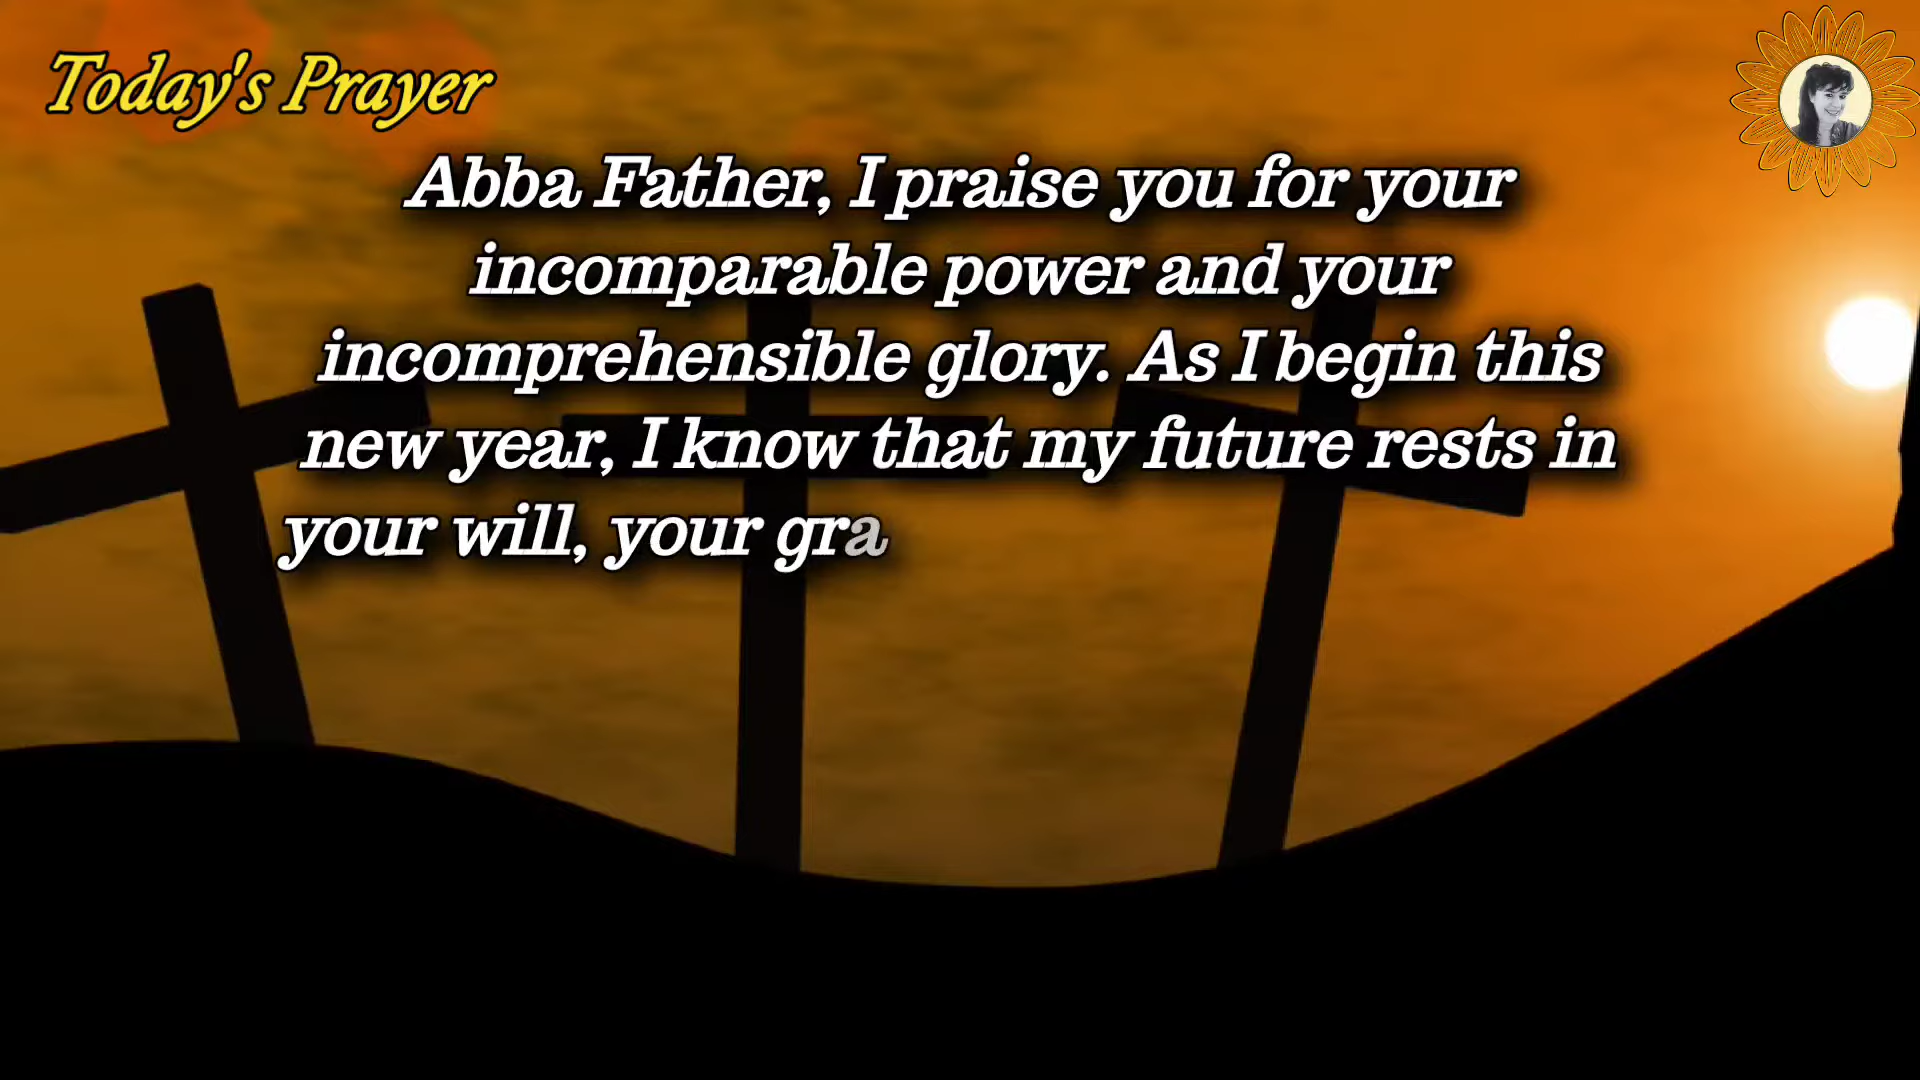 Today's Prayer
Abba Father, I praise you for your
incomparable power and your
incomprehensible glory. As I begin this
new year, I know that my future rests in
your will, your gra